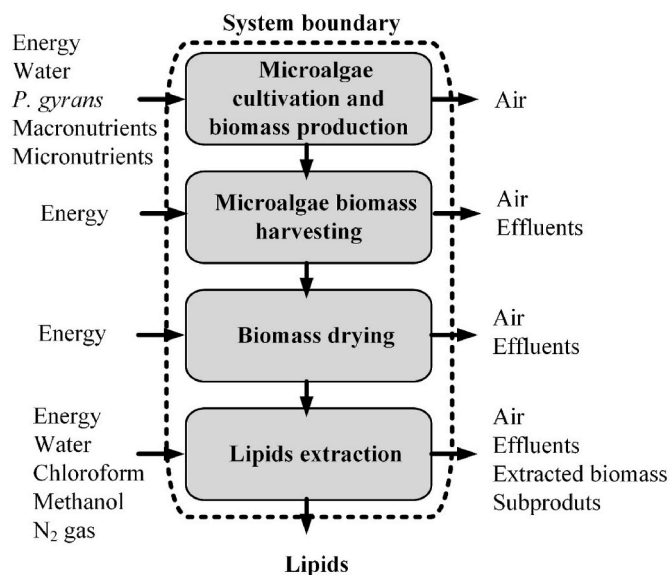 System boundary
Energy
Water
P. gyrans
Macronutrients
Micronutrients
Microalgae
cultivation and
biomass production
Air
Energy
Microalgae biomass
harvesting
Air
Effluents
Energy
Biomass drying
Air
Effluents
Energy
Water
Chloroform
Methanol
N₂ gas
Lipids extraction
Air
Effluents
Extracted biomass
Subproduts
Lipids